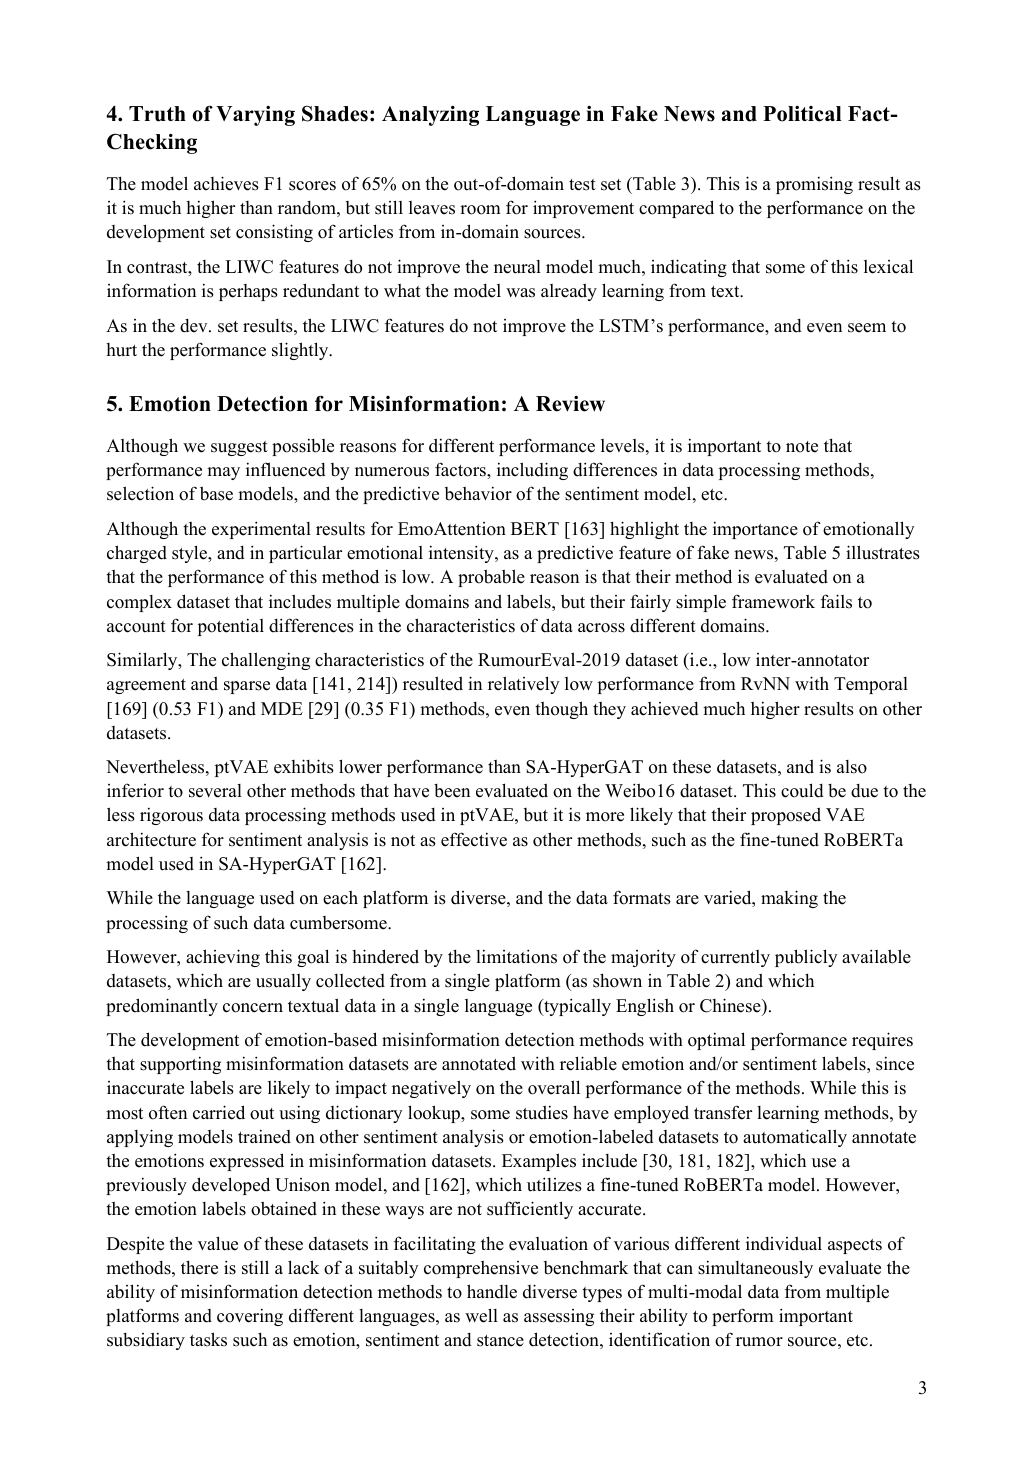 4. Truth of Varying Shades: Analyzing Language in Fake News and Political Fact-
Checking
The model achieves F1 scores of 65% on the out-of-domain test set (Table 3). This is a promising result as
it is much higher than random, but still leaves room for improvement compared to the performance on the
development set consisting of articles from in-domain sources.
In contrast, the LIWC features do not improve the neural model much, indicating that some of this lexical
information is perhaps redundant to what the model was already learning from text.
As in the dev. set results, the LIWC features do not improve the LSTM’s performance, and even seem to
hurt the performance slightly.
5. Emotion Detection for Misinformation: A Review
Although we suggest possible reasons for different performance levels, it is important to note that
performance may influenced by numerous factors, including differences in data processing methods,
selection of base models, and the predictive behavior of the sentiment model, etc.
Although the experimental results for EmoAttention BERT [163] highlight the importance of emotionally
charged style, and in particular emotional intensity, as a predictive feature of fake news, Table 5 illustrates
that the performance of this method is low. A probable reason is that their method is evaluated on a
complex dataset that includes multiple domains and labels, but their fairly simple framework fails to
account for potential differences in the characteristics of data across different domains.
Similarly, The challenging characteristics of the RumourEval-2019 dataset (i.e., low inter-annotator
agreement and sparse data [141, 214]) resulted in relatively low performance from RvNN with Temporal
[169] (0.53 F1) and MDE [29] (0.35 F1) methods, even though they achieved much higher results on other
datasets.
Nevertheless, ptVAE exhibits lower performance than SA-HyperGAT on these datasets, and is also
inferior to several other methods that have been evaluated on the Weibo16 dataset. This could be due to the
less rigorous data processing methods used in ptVAE, but it is more likely that their proposed VAE
architecture for sentiment analysis is not as effective as other methods, such as the fine-tuned RoBERTa
model used in SA-HyperGAT [162].
While the language used on each platform is diverse, and the data formats are varied, making the
processing of such data cumbersome.
However, achieving this goal is hindered by the limitations of the majority of currently publicly available
datasets, which are usually collected from a single platform (as shown in Table 2) and which
predominantly concern textual data in a single language (typically English or Chinese).
The development of emotion-based misinformation detection methods with optimal performance requires
that supporting misinformation datasets are annotated with reliable emotion and/or sentiment labels, since
inaccurate labels are likely to impact negatively on the overall performance of the methods. While this is
most often carried out using dictionary lookup, some studies have employed transfer learning methods, by
applying models trained on other sentiment analysis or emotion-labeled datasets to automatically annotate
the emotions expressed in misinformation datasets. Examples include [30, 181, 182], which use a
previously developed Unison model, and [162], which utilizes a fine-tuned RoBERTa model. However,
the emotion labels obtained in these ways are not sufficiently accurate.
Despite the value of these datasets in facilitating the evaluation of various different individual aspects of
methods, there is still a lack of a suitably comprehensive benchmark that can simultaneously evaluate the
ability of misinformation detection methods to handle diverse types of multi-modal data from multiple
platforms and covering different languages, as well as assessing their ability to perform important
subsidiary tasks such as emotion, sentiment and stance detection, identification of rumor source, etc.
3